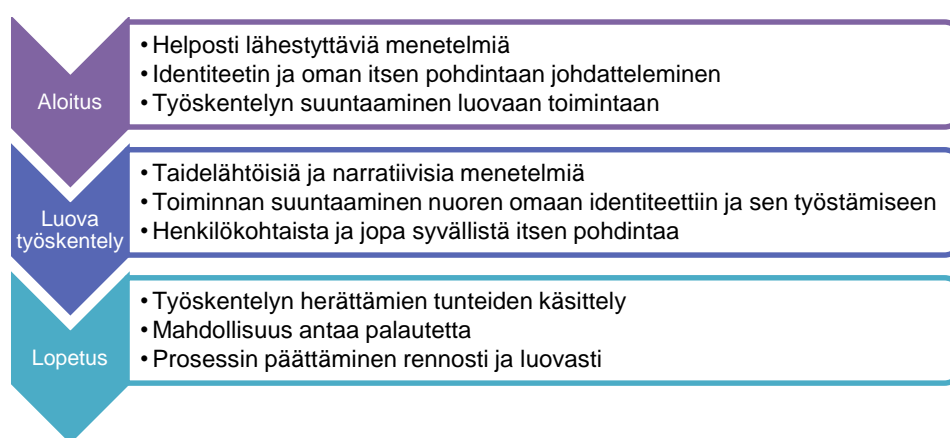 Aloitus
• Helposti lähestyttäviä menetelmiä
• Identiteetin ja oman itsen pohdintaan johdatteleminen
• Työskentelyn suuntaaminen luovaan toimintaan
Luova
työskentely
• Taidelähtöisiä ja narratiivisia menetelmiä
• Toiminnan suuntaaminen nuoren omaan identiteettiin ja sen työstämiseen
• Henkilökohtaista ja jopa syvällistä itsen pohdintaa
Lopetus
• Työskentelyn herättämien tunteiden käsittely
• Mahdollisuus antaa palautetta
• Prosessin päättäminen rennosti ja luovasti